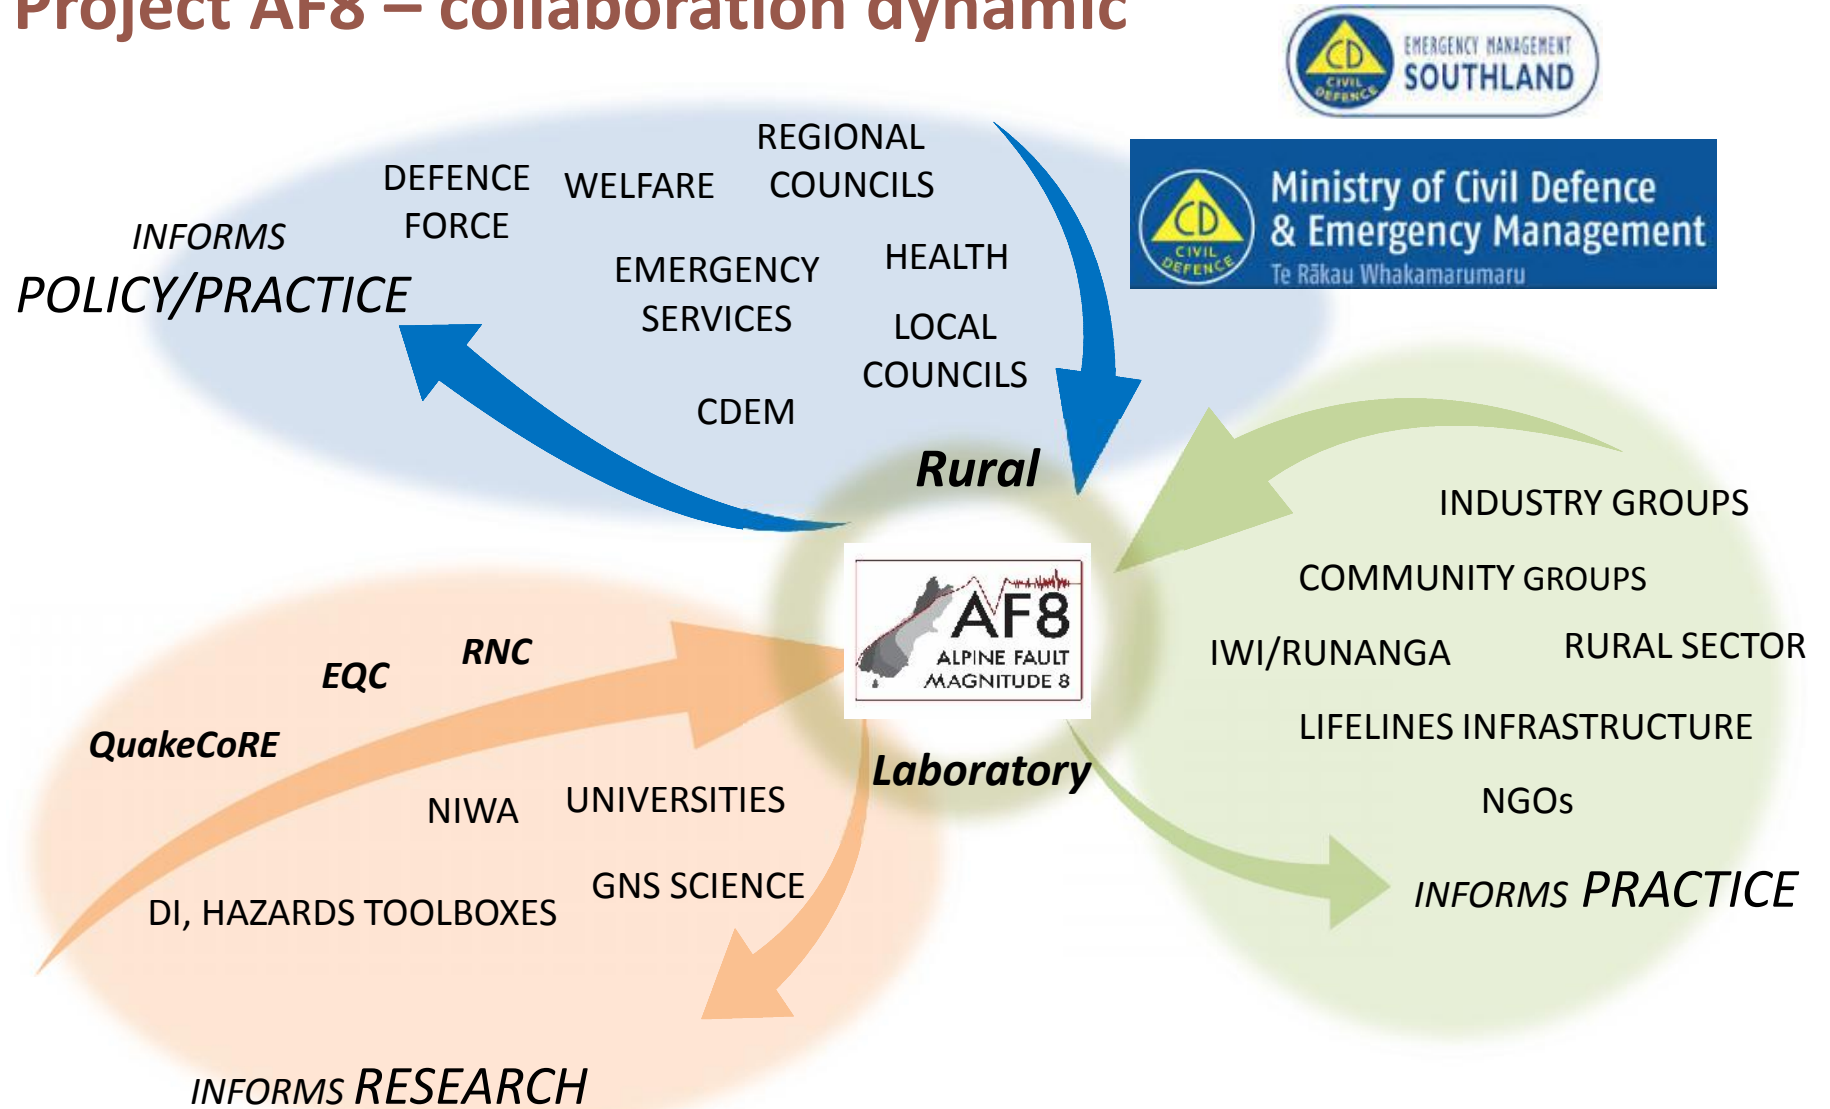 Project AF8 – collaboration dynamic
EMERGENCY MANAGEMENT
SOUTHLAND
CD
CIVIL
DEFENCE
Ministry of Civil Defence
& Emergency Management
Te Rākau Whakamarumaru
CD
CIVIL
DEFENCE
REGIONAL
COUNCILS
DEFENCE
FORCE
WELFARE
INFORMS
POLICY/PRACTICE
EMERGENCY
SERVICES
HEALTH
LOCAL
COUNCILS
CDEM
Rural
AF8
ALPINE FAULT
MAGNITUDE 8
Laboratory
INDUSTRY GROUPS
COMMUNITY GROUPS
IWI/RUNANGA
RURAL SECTOR
LIFELINES INFRASTRUCTURE
NGOs
INFORMS PRACTICE
RNC
EQC
QuakeCoRE
NIWA
UNIVERSITIES
GNS SCIENCE
DI, HAZARDS TOOLBOXES
INFORMS RESEARCH